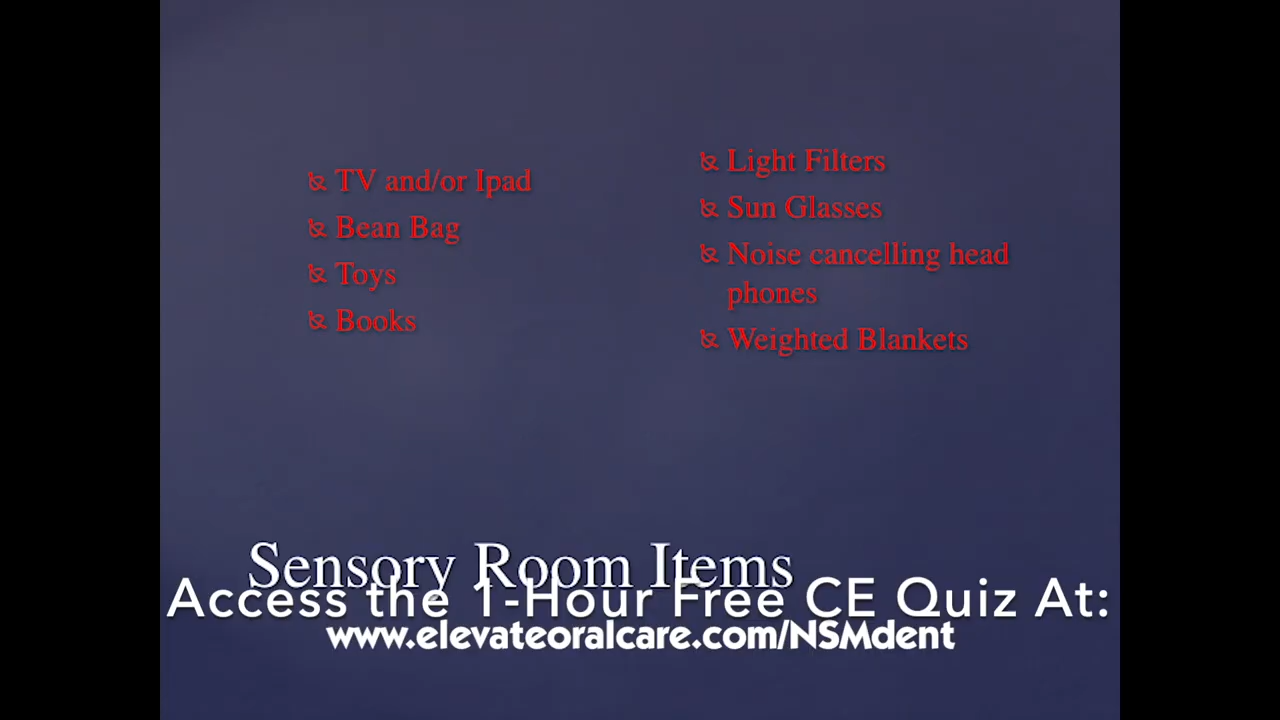 TV and/or Ipad
Bean Bag
Toys
Books
Light Filters
Sun Glasses
Noise cancelling head
phones
Weighted Blankets
Sensory Room Items
Access the 1-Hour Free CE Quiz At:
www.elevateoralcare.com/NSMdent